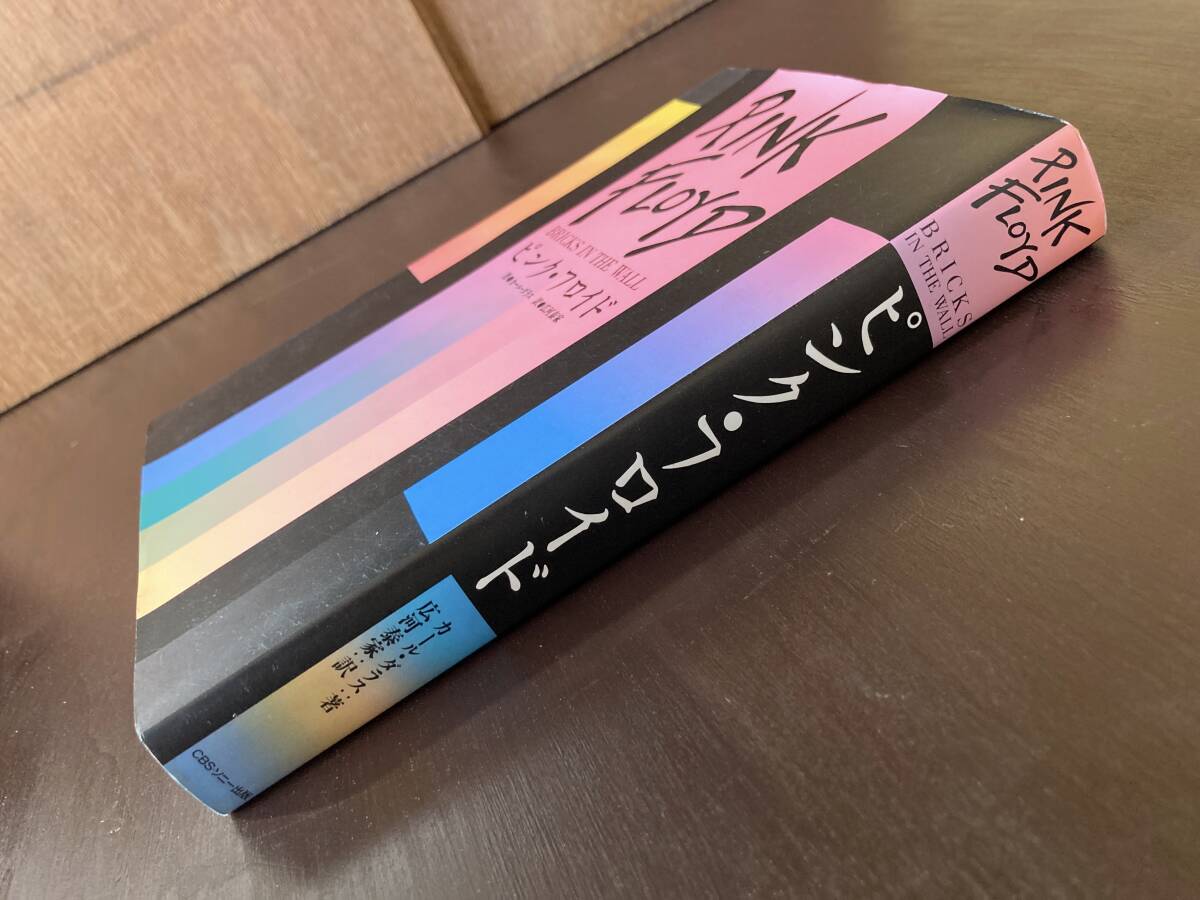 PINK
FLOYD
BRICKS IN THE WALL
ピンク・フロイド
PINK
FLOYD
BRICKS
IN THE WALL
ピンク・フロイド
カール・ダラス:著
広河泰家:訳
CBSソニー出版